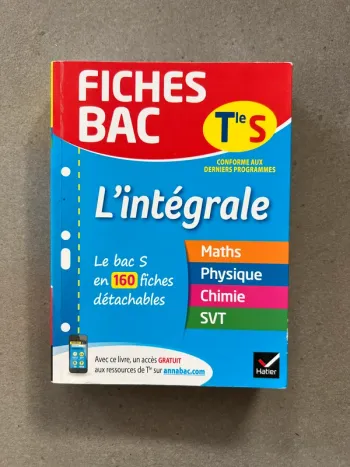 FICHES
BAC
Tle S
CONFORME AUX
DERNIERS PROGRAMMES
L'intégrale
Le bac S
en 160 fiches
détachables
Maths
Physique
Chimie
SVT
Avec ce livre, un accès GRATUIT
aux ressources de Tle sur annabac.com
Hatier